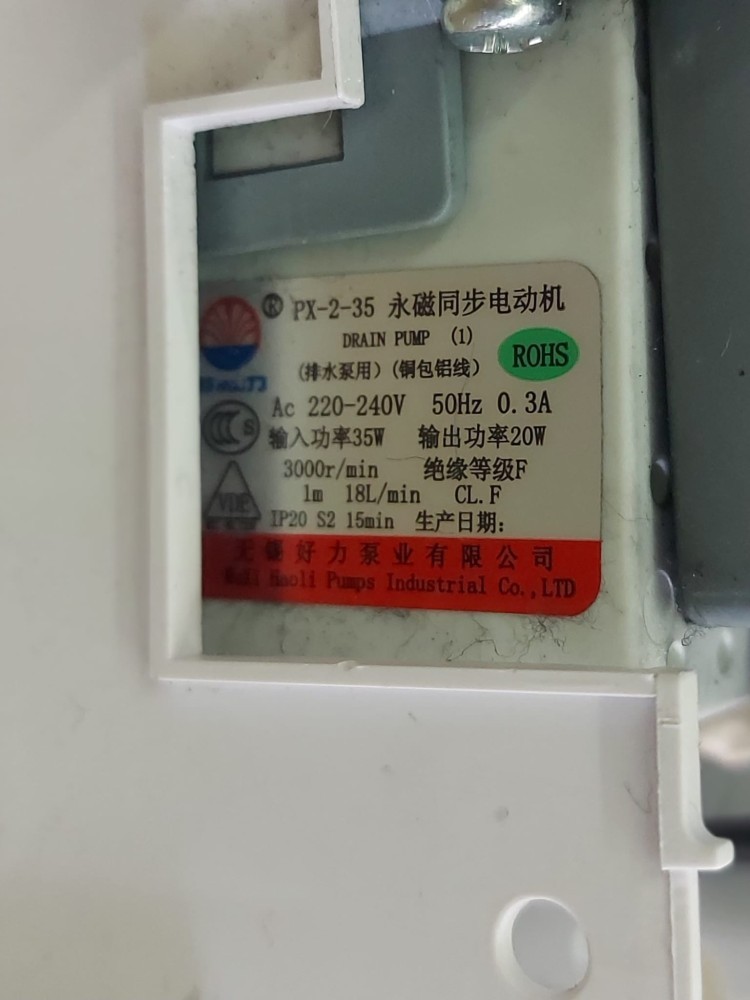 ® PX-2-35 永磁同步电动机
DRAIN PUMP (1)
(排水泵用) (铜包铝线)
ROHS
Ac 220-240V 50Hz 0.3A
S
输入功率35W 输出功率20W
3000r/min 绝缘等级F
1m 18L/min CL.F
VDE
IP20 S2 15min 生产日期:
无锡好力泵业有限公司
Wuxi Haoli Pumps Industrial Co.,LTD